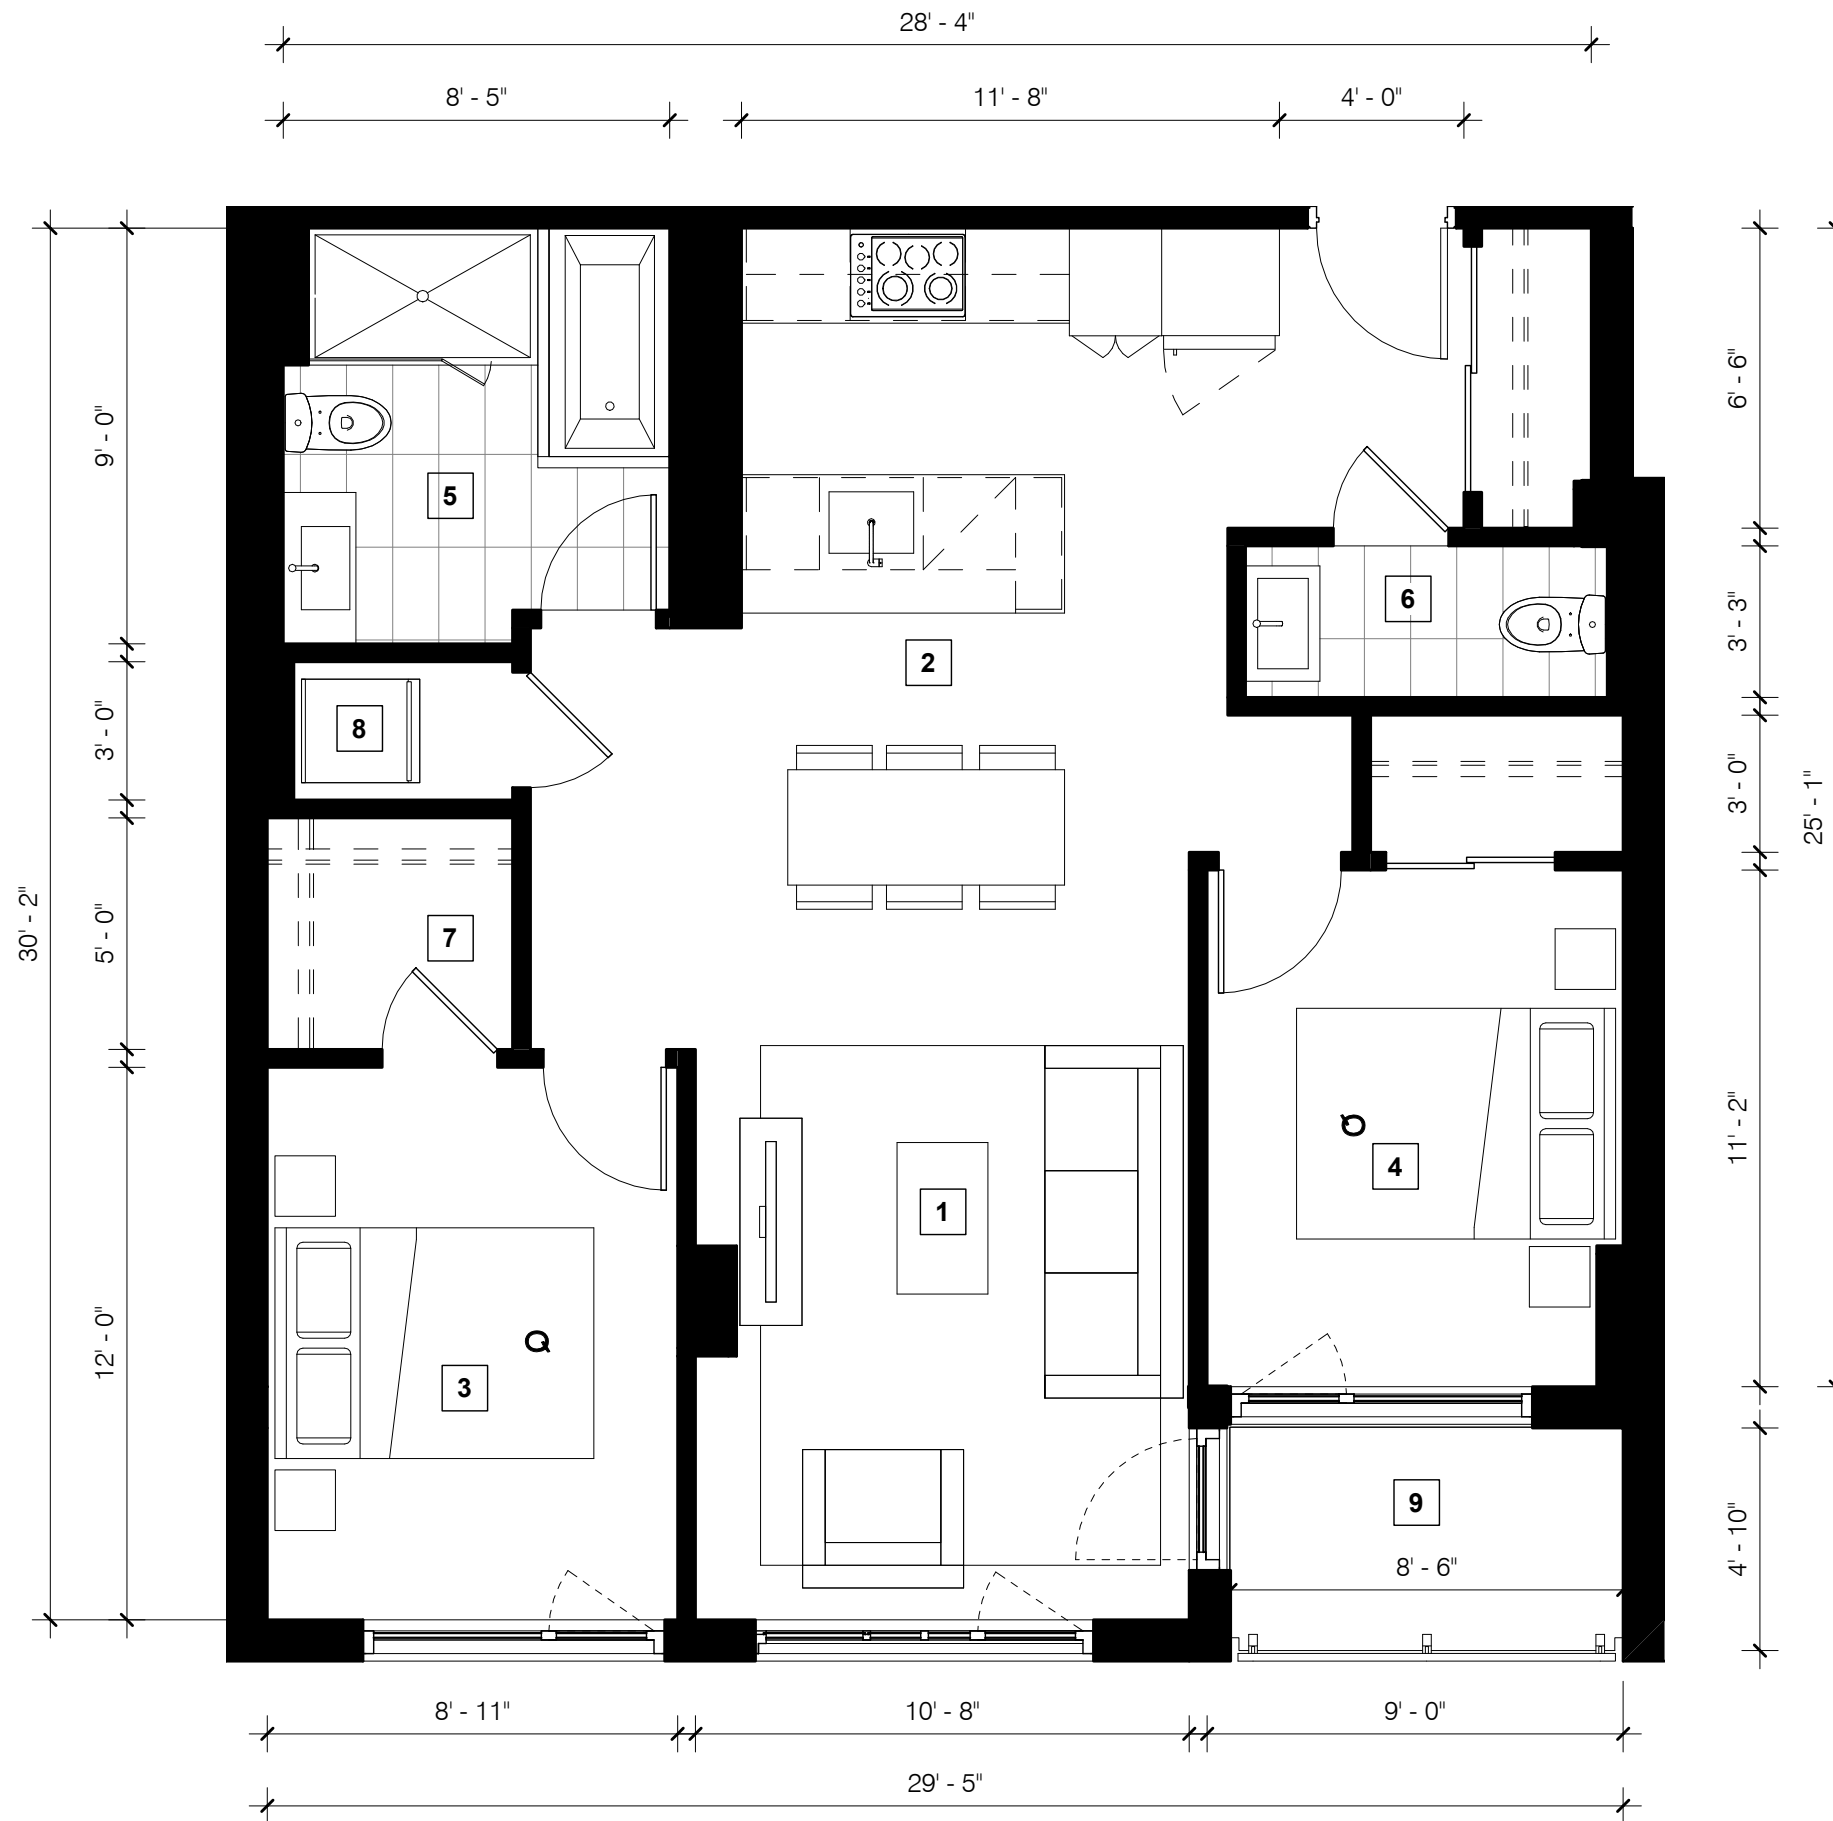 28' - 4"
8' - 5"
11' - 8"
4' - 0"
9' - 0"
6' - 6"
5
6
3' - 3"
2
3' - 0"
8
3' - 0"
25' - 1"
30' - 2"
5' - 0"
7
Q
11' - 2"
4
1
12' - 0"
Q
3
9
4' - 10"
8' - 6"
8' - 11"
10' - 8"
9' - 0"
29' - 5"